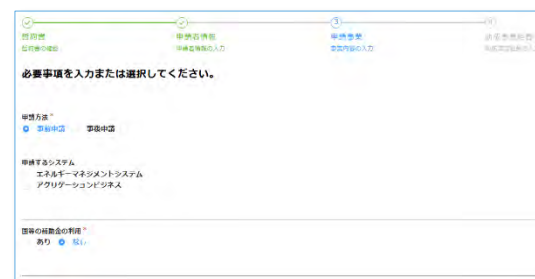 誓約書
誓約書の確認
申請者情報
申請者情報の入力
3
申請事業
事業内容の入力
必要事項を入力または選択してください。
申請方法 *
事前申請 事後申請
申請するシステム
エネルギーマネジメントシステム
アグリゲーションビジネス
国等の補助金の利用 *
あり 無い